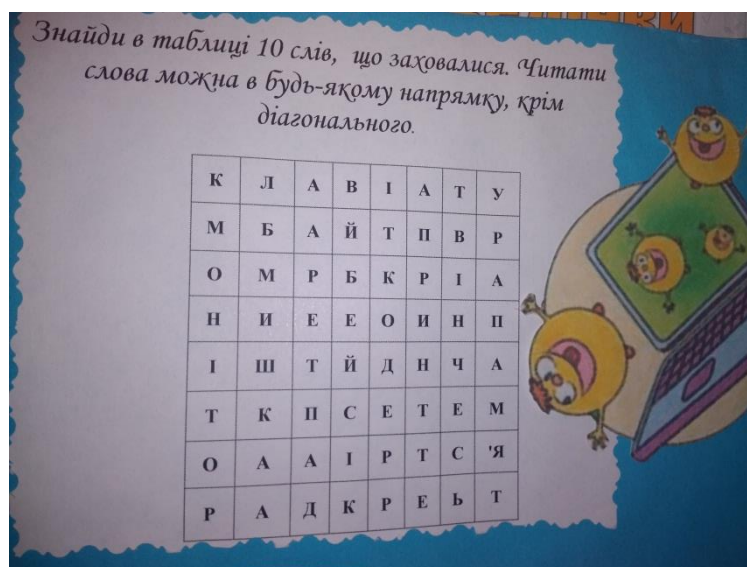 Знайди в таблиці 10 слів, що заховалися. Читати
слова можна в будь-якому напрямку, крім
діагонального.
К Л А В І А Т У
М Б А Й Т П В Р
О М Р Б К Р І А
Н И Е Е О И Н П
І Ш Т Й Д Н Ч А
Т К П С Е Т Е М
О А А І Р Т С 'Я
Р А Д К Р Е Ь Т